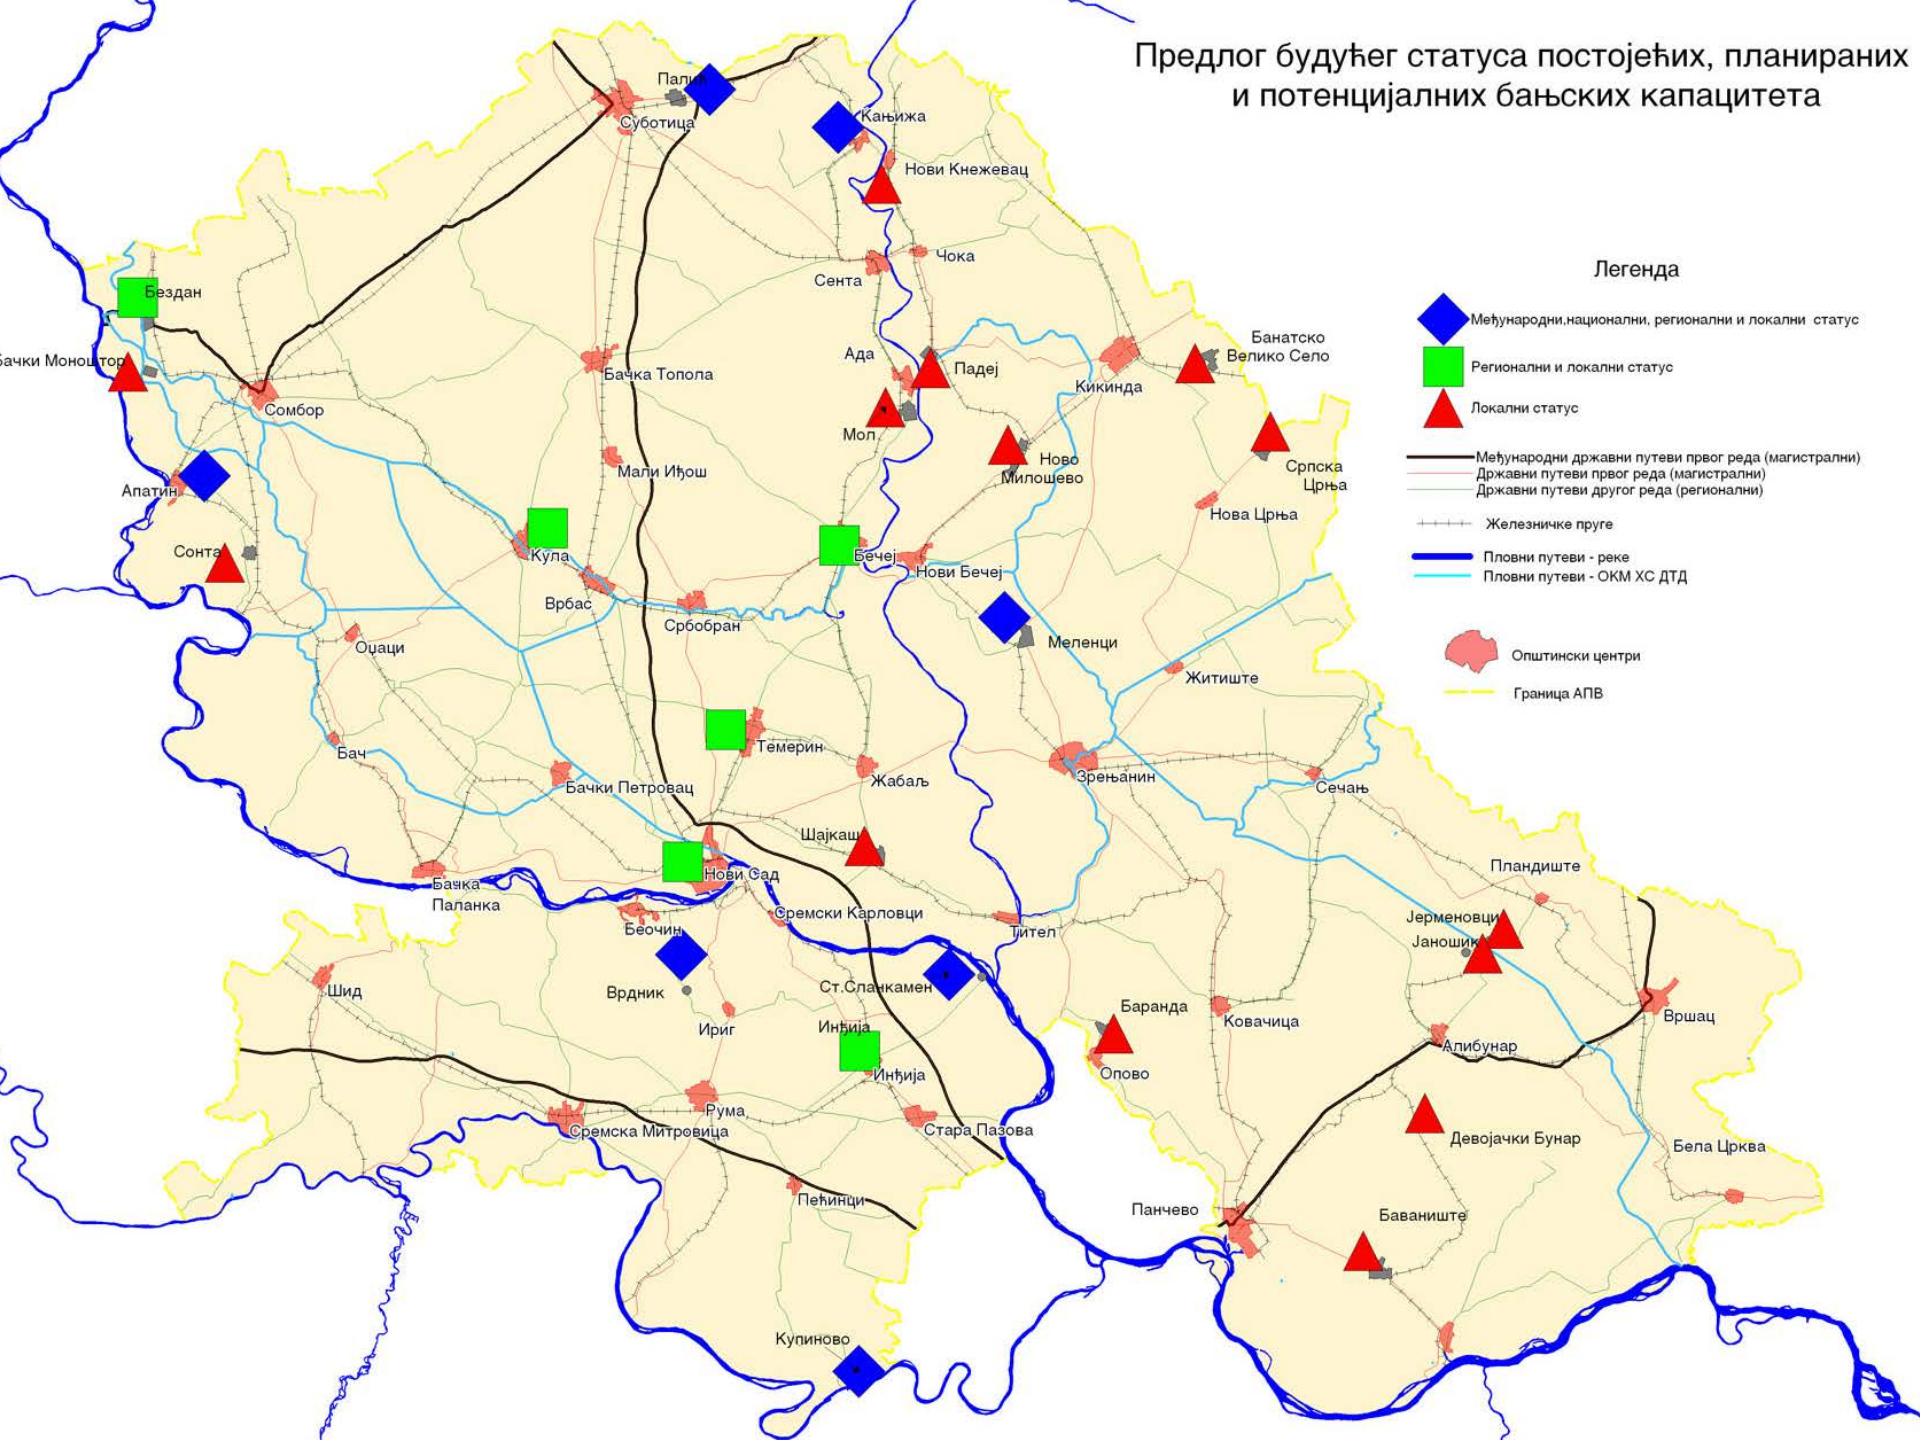 Предлог будућег статуса постојећих, планираних
и потенцијалних бањских капацитета
Палић
Суботица
Кањижа
Нови Кнежевац
Чока
Сента
Бездан
Бачки Моноштор
Сомбор
Бачка Топола
Ада
Падеј
Мол
Кикинда
Банатско
Велико Село
Ново
Милошево
Српска
Црња
Нова Црња
Мали Иђош
Апатин
Сонта
Кула
Врбас
Србобран
Бечеј
Нови Бечеј
Меленци
Житиште
Оџаци
Бач
Темерин
Бачки Петровац
Жабаљ
Зрењанин
Сечањ
Шајкаш
Нови Сад
Бачка
Паланка
Беочин
Сремски Карловци
Тител
Пландиште
Јерменовци
Јаношик
Врдник
Ириг
Ст.Сланкамен
Шид
Инђија
Инђија
Баранда
Опово
Ковачица
Вршац
Алибунар
Рума
Сремска Митровица
Стара Пазова
Пећинци
Девојачки Бунар
Бела Црква
Панчево
Баваниште
Купиново
Легенда
Међународни,национални, регионални и локални статус
Регионални и локални статус
Локални статус
Међународни државни путеви првог реда (магистрални)
Државни путеви првог реда (магистрални)
Државни путеви другог реда (регионални)
Железничке пруге
Пловни путеви - реке
Пловни путеви - ОКМ ХС ДТД
Општински центри
Граница АПВ